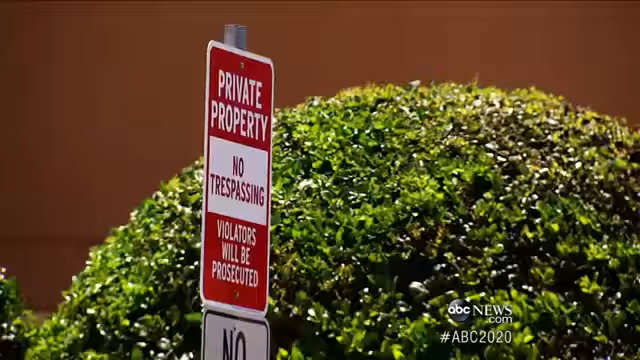 PRIVATE
PROPERTY
NO
TRESPASSING
VIOLATORS
WILL BE
PROSECUTED
NO
abc NEWS
.com
#ABC2020